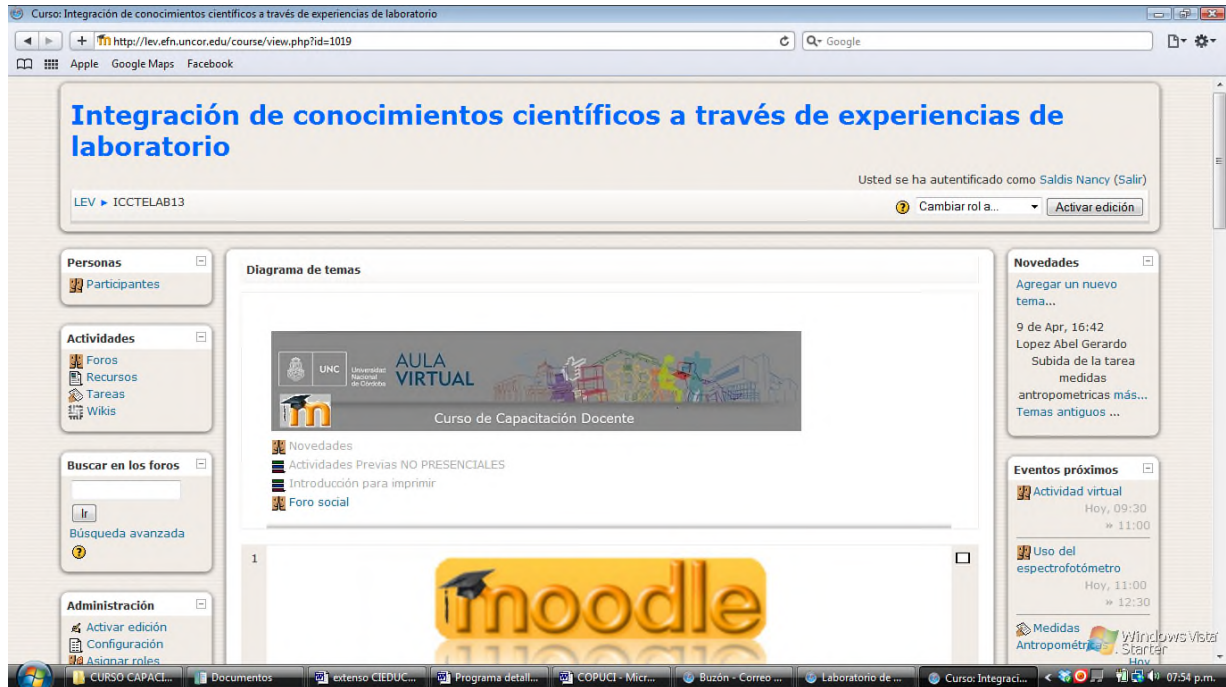 Curso: Integración de conocimientos científicos a través de experiencias de laboratorio
http://lev.efn.uncor.edu/course/view.php?id=1019
Google
Apple Google Maps Facebook
Integración de conocimientos científicos a través de experiencias de
laboratorio
Usted se ha autentificado como Saldis Nancy (Salir)
LEV ► ICCTELAB13
Cambiar rol a...
Activar edición
Personas
Participantes
Actividades
Foros
Recursos
Tareas
Wikis
Buscar en los foros
Ir
Búsqueda avanzada
Administración
Activar edición
Configuración
Asignar roles
Diagrama de temas
UNC
Universidad
Nacional
de Córdoba
AULA
VIRTUAL
Curso de Capacitación Docente
Novedades
Actividades Previas NO PRESENCIALES
Introducción para imprimir
Foro social
1
moodle
Novedades
Agregar un nuevo
tema...
9 de Apr, 16:42
Lopez Abel Gerardo
Subida de la tarea
medidas
antropometricas más...
Temas antiguos ...
Eventos próximos
Actividad virtual
Hoy, 09:30
» 11:00
Uso del
espectrofotómetro
Hoy, 11:00
» 12:30
Medidas
Antropométricas
Hoy
Windows Vista
Starter
CURSO CAPACI...
Documentos
extenso CIEDUC...
Programa detall...
COPUCI - Micr...
Buzón - Correo ...
Laboratorio de ...
Curso: Integraci...
07:54 p.m.